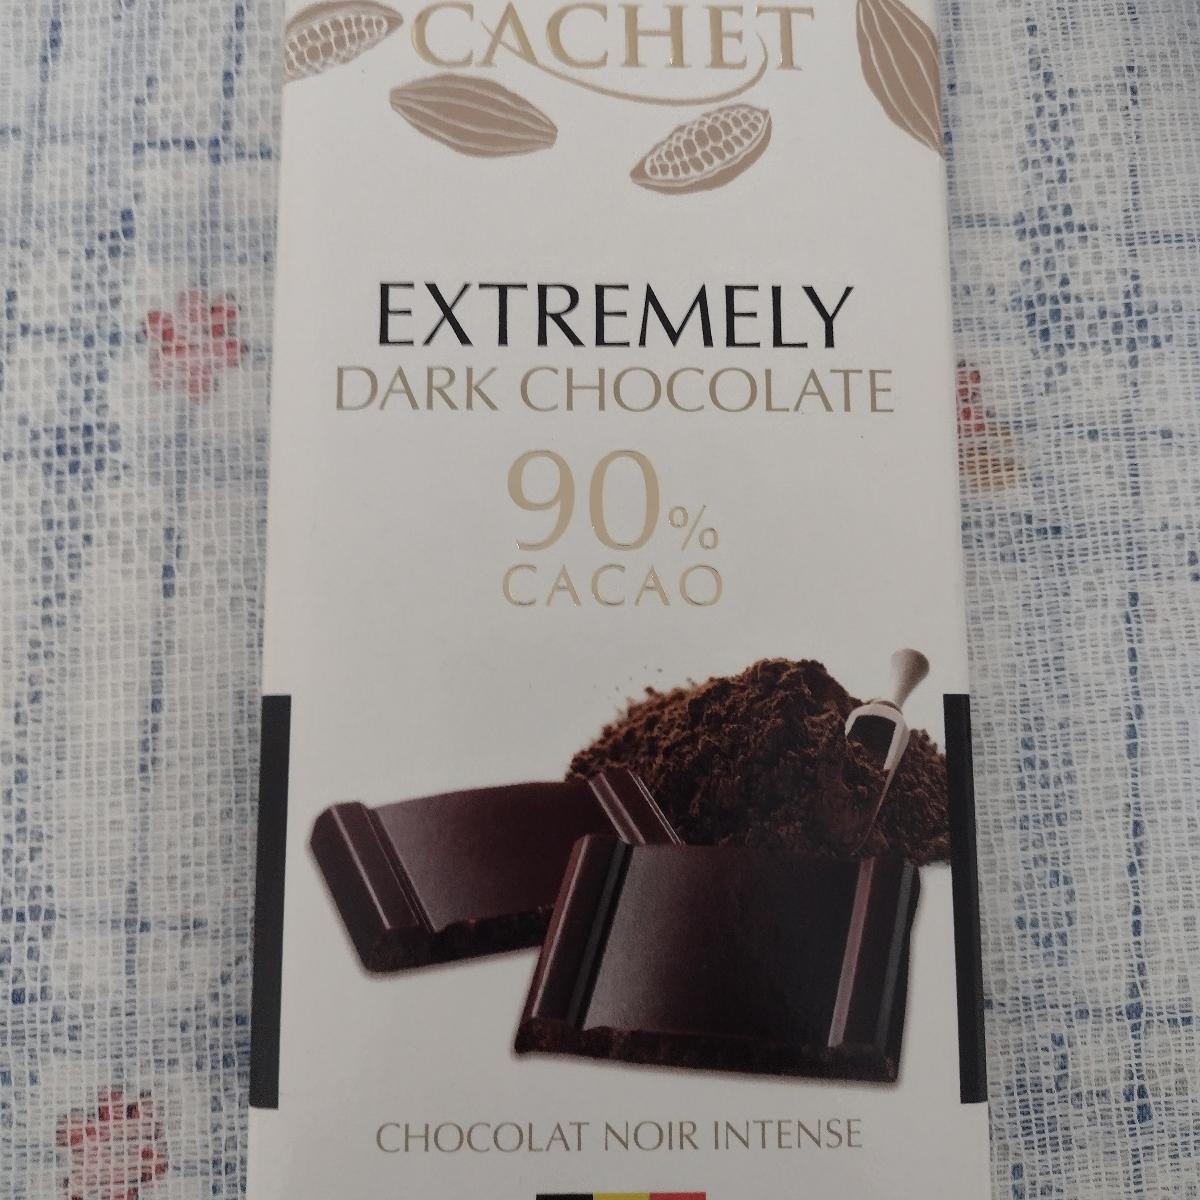 CACHET
EXTREMELY
DARK CHOCOLATE
90%
CACAO
CHOCOLAT NOIR INTENSE